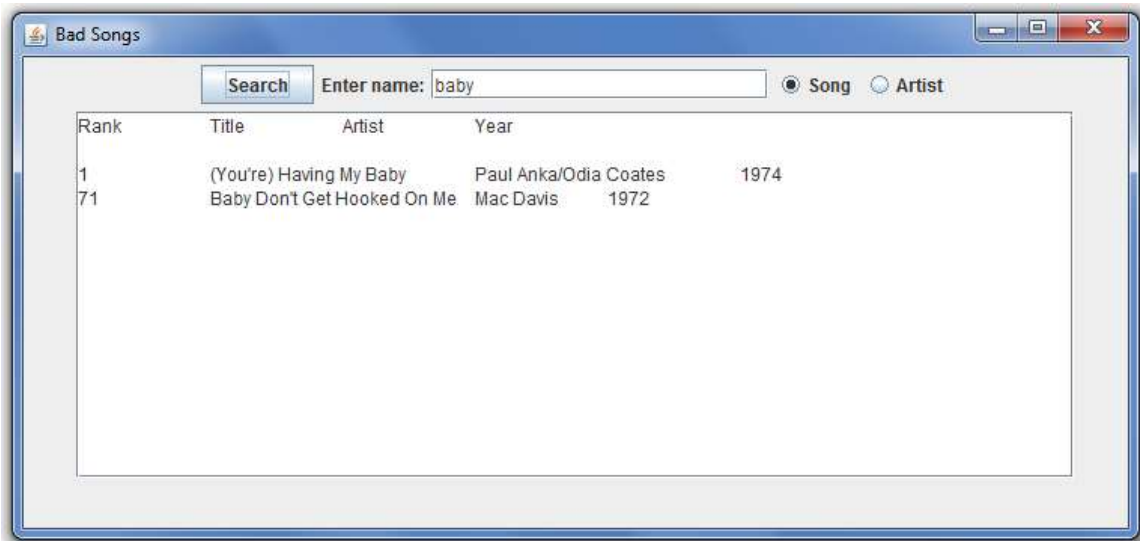 Bad Songs
Search Enter name: baby Song Artist
Rank Title Artist Year
1 (You're) Having My Baby Paul Anka/Odia Coates 1974
71 Baby Don't Get Hooked On Me Mac Davis 1972